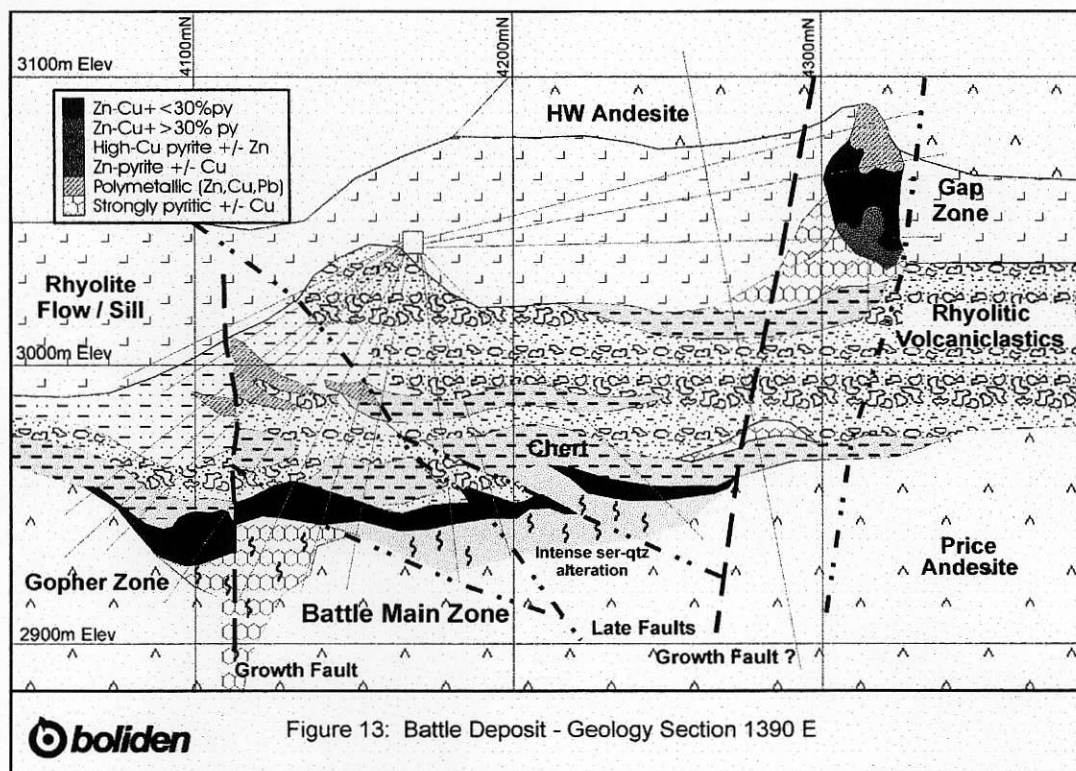 4100mN
4200mN
4300mN
3100m Elev
Zn-Cu+ <30%py
Zn-Cu+ >30% py
High-Cu pyrite +/- Zn
Zn-pyrite +/- Cu
Polymetallic (Zn,Cu,Pb)
Strongly pyritic +/- Cu
HW Andesite
Gap
Zone
Rhyolite
Flow / Sill
Rhyolitic
Volcaniclastics
3000m Elev
Chert
Intense ser-qtz
alteration
Gopher Zone
Price
Andesite
Battle Main Zone
Late Faults
2900m Elev
Growth Fault
Growth Fault ?
boliden
Figure 13: Battle Deposit - Geology Section 1390 E